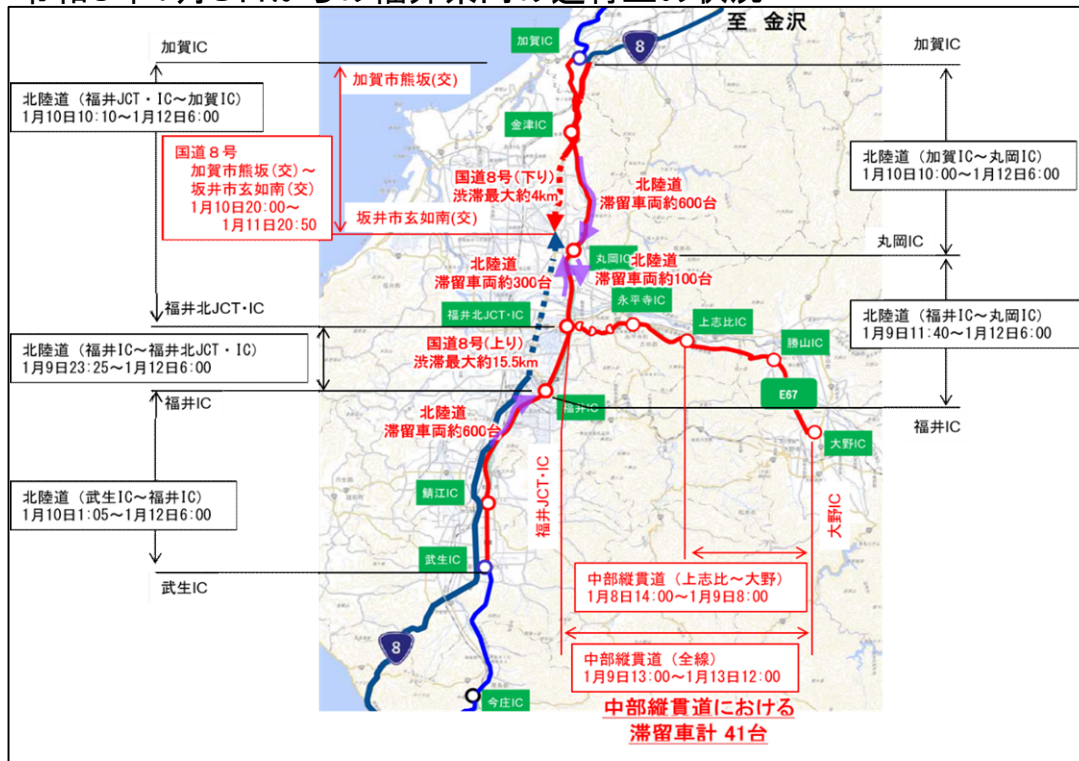 至 金沢
加賀IC
加賀IC
加賀IC
8
加賀市熊坂(交)
北陸道（福井JCT・IC～加賀IC）
1月10日10:10～1月12日6:00
金津IC
国道８号
加賀市熊坂(交)～
坂井市玄如南(交)
1月10日20:00～
1月11日20:50
国道8号(下り)
渋滞最大約4km
北陸道
滞留車両約600台
北陸道（加賀IC～丸岡IC）
1月10日10:00～1月12日6:00
坂井市玄如南(交)
丸岡IC
丸岡IC
北陸道
滞留車両約300台
北陸道
滞留車両約100台
永平寺IC
福井北JCT・IC
福井北JCT・IC
上志比IC
北陸道（福井IC～丸岡IC）
1月9日11:40～1月12日6:00
北陸道（福井IC～福井北JCT・IC）
1月9日23:25～1月12日6:00
国道8号(上り)
渋滞最大約15.5km
勝山IC
E67
福井IC
福井IC
福井IC
北陸道
滞留車両約600台
大野IC
北陸道（武生IC～福井IC）
1月10日1:05～1月12日6:00
鯖江IC
福井JCT・IC
大野IC
武生IC
武生IC
中部縦貫道（上志比～大野）
1月8日14:00～1月9日8:00
8
中部縦貫道（全線）
1月9日13:00～1月13日12:00
今庄IC
中部縦貫道における
滞留車計 41台